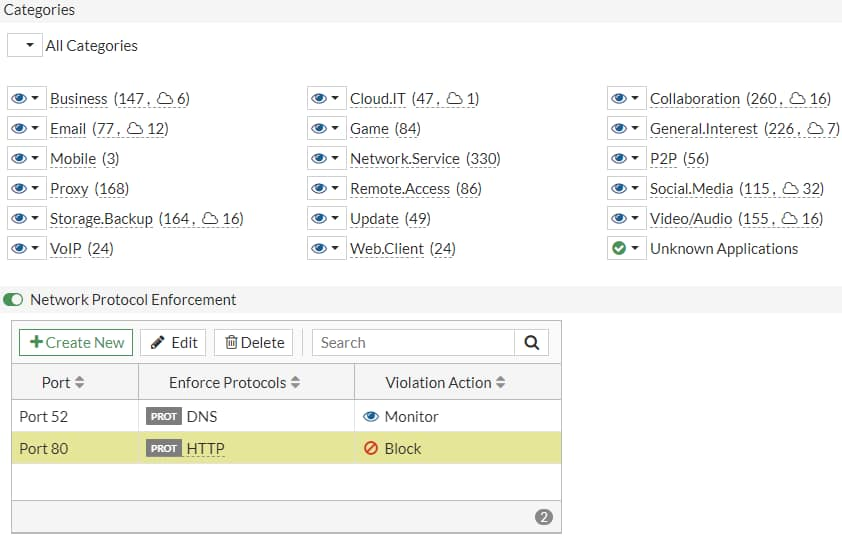 Categories
All Categories
Business (147, 6) Cloud.IT (47, 1) Collaboration (260, 16)
Email (77, 12) Game (84) General.Interest (226, 7)
Mobile (3) Network.Service (330) P2P (56)
Proxy (168) Remote.Access (86) Social.Media (115, 32)
Storage.Backup (164, 16) Update (49) Video/Audio (155, 16)
VoIP (24) Web.Client (24) Unknown Applications
Network Protocol Enforcement
Create New Edit Delete Search
Port Enforce Protocols Violation Action
Port 52 PROT DNS Monitor
Port 80 PROT HTTP Block
2